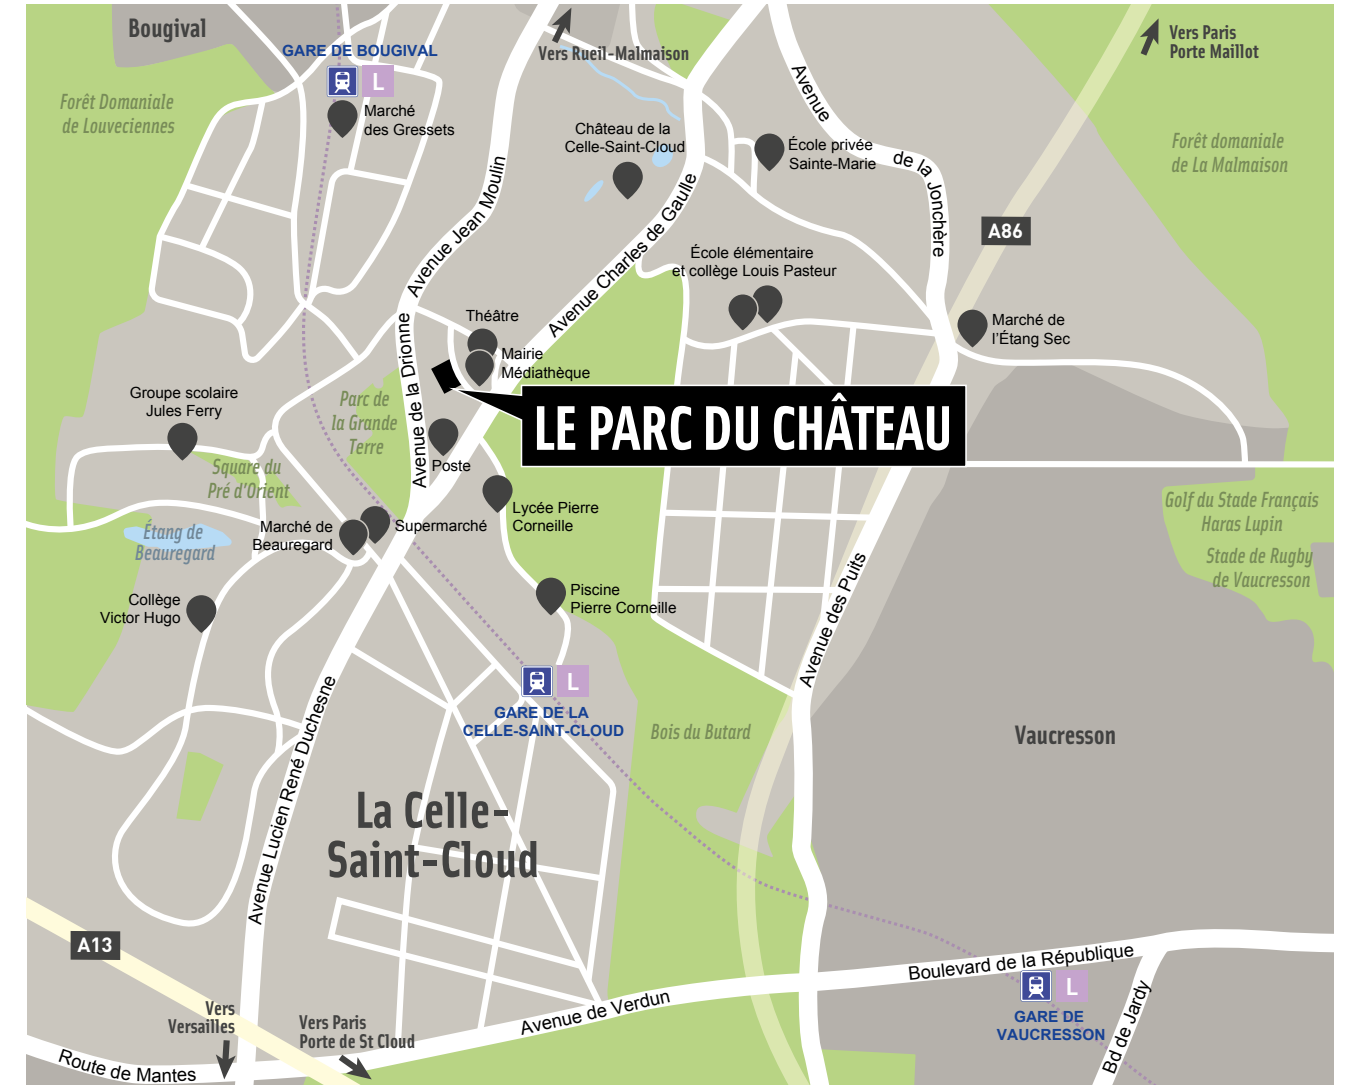 Bougival
GARE DE BOUGIVAL
L
Marché
des Gressets
Forêt Domaniale
de Louveciennes
Vers Rueil-Malmaison
Vers Paris
Porte Maillot
Avenue de la Jonchère
Forêt domaniale
de La Malmaison
Château de la
Celle-Saint-Cloud
École privée
Sainte-Marie
Avenue Jean Moulin
Avenue Charles de Gaulle
A86
École élémentaire
et collège Louis Pasteur
Théâtre
Mairie
Médiathèque
Marché de
l'Étang Sec
Avenue de la Drionne
Groupe scolaire
Jules Ferry
Parc de
la Grande
Terre
LE PARC DU CHÂTEAU
Poste
Square du
Pré d'Orient
Lycée Pierre
Corneille
Étang de
Beauregard
Marché de
Beauregard
Supermarché
Golf du Stade Français
Haras Lupin
Stade de Rugby
de Vaucresson
Collège
Victor Hugo
Piscine
Pierre Corneille
Avenue des Puits
L
GARE DE LA
CELLE-SAINT-CLOUD
Bois du Butard
Vaucresson
Avenue Lucien René Duchesne
La Celle-
Saint-Cloud
A13
Boulevard de la République
L
GARE DE
VAUCRESSON
Bd de Jardy
Avenue de Verdun
Vers
Versailles
Vers Paris
Porte de St Cloud
Route de Mantes